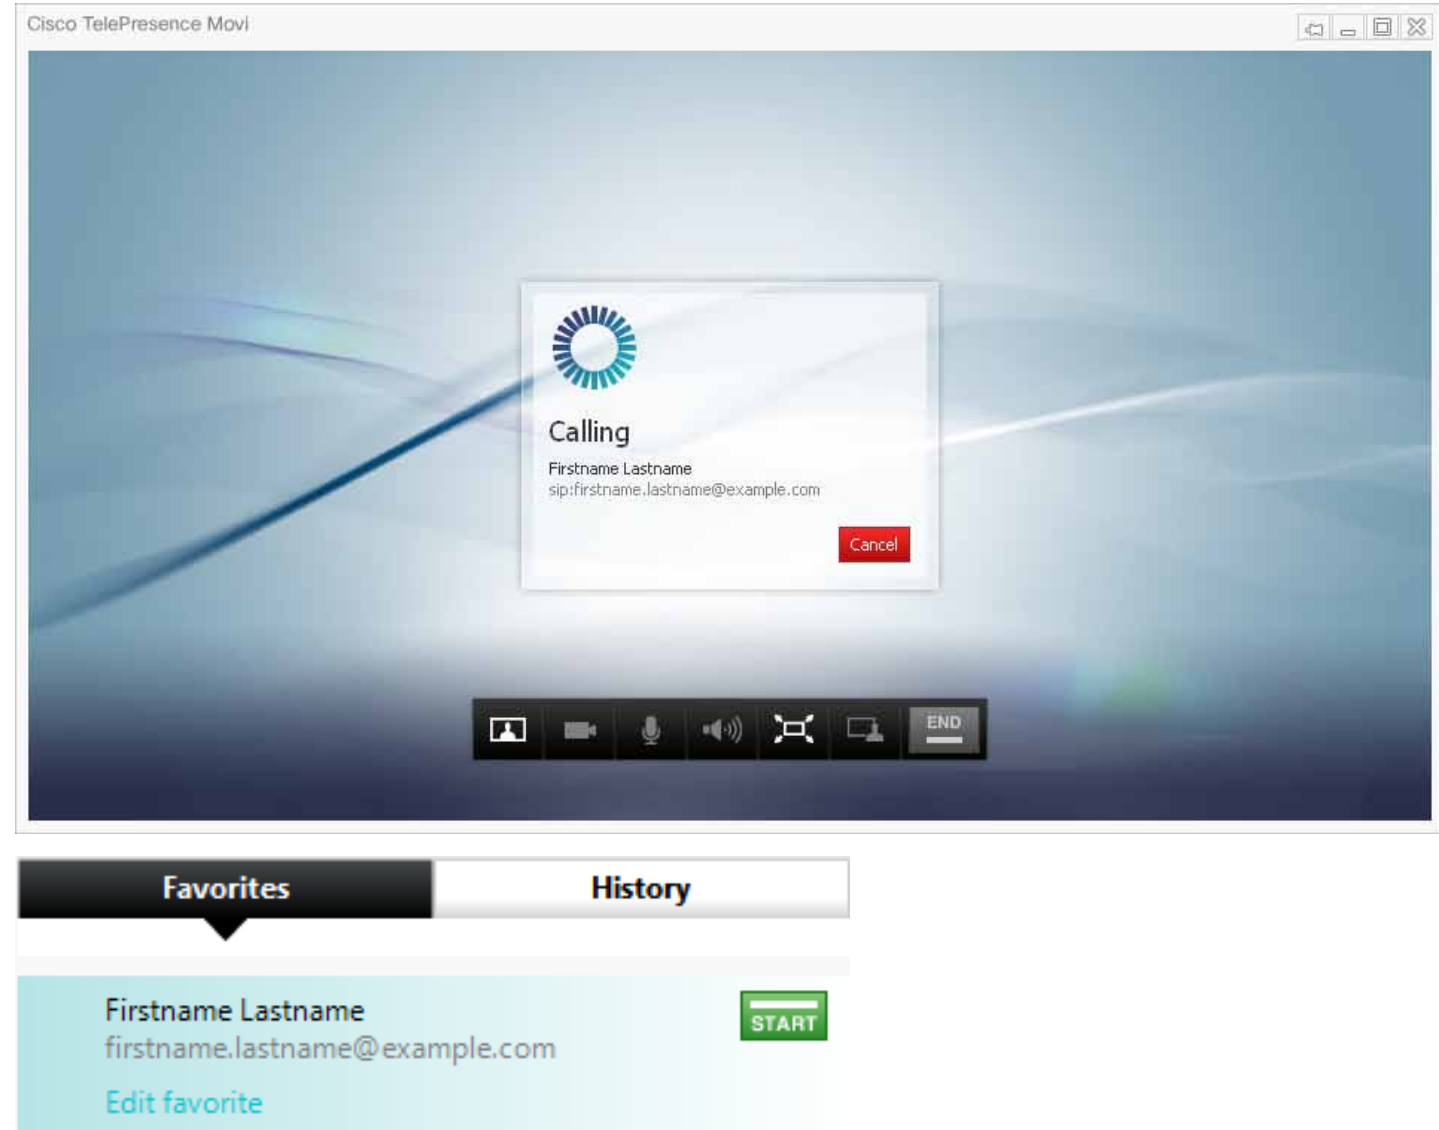 Cisco TelePresence Movi
Calling
Firstname Lastname
sip:firstname.lastname@example.com
Cancel
END
Favorites
History
Firstname Lastname
START
firstname.lastname@example.com
Edit favorite